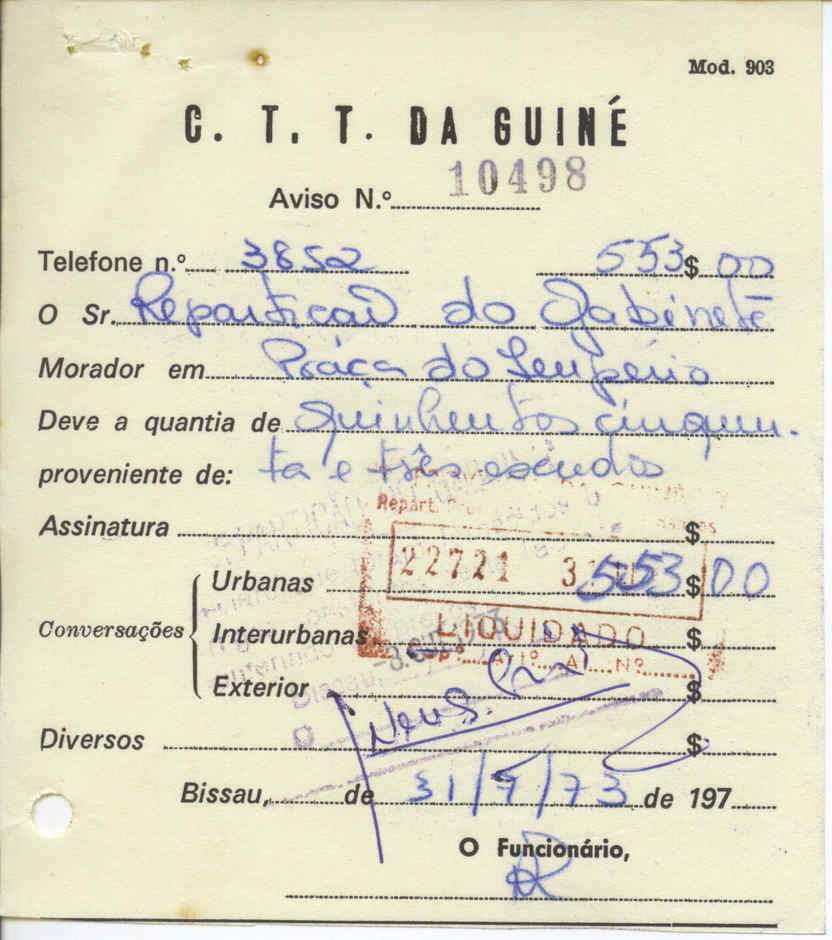 Mod. 903
C. T. T. DA GUINÉ
Aviso N.º 10498
Telefone n.º 3852 553$00
O Sr. Repartição do Gabinete
Morador em Praça do Império
Deve a quantia de Quinhentos cinquen-
proveniente de: ta e três escudos
Repart
Assinatura $
22721 31
Urbanas 553$00
Conversações
Interurbanas $
LIQUIDADO
Exterior $
Diversos $
Bissau, de 31/7/73 de 197
O Funcionário,